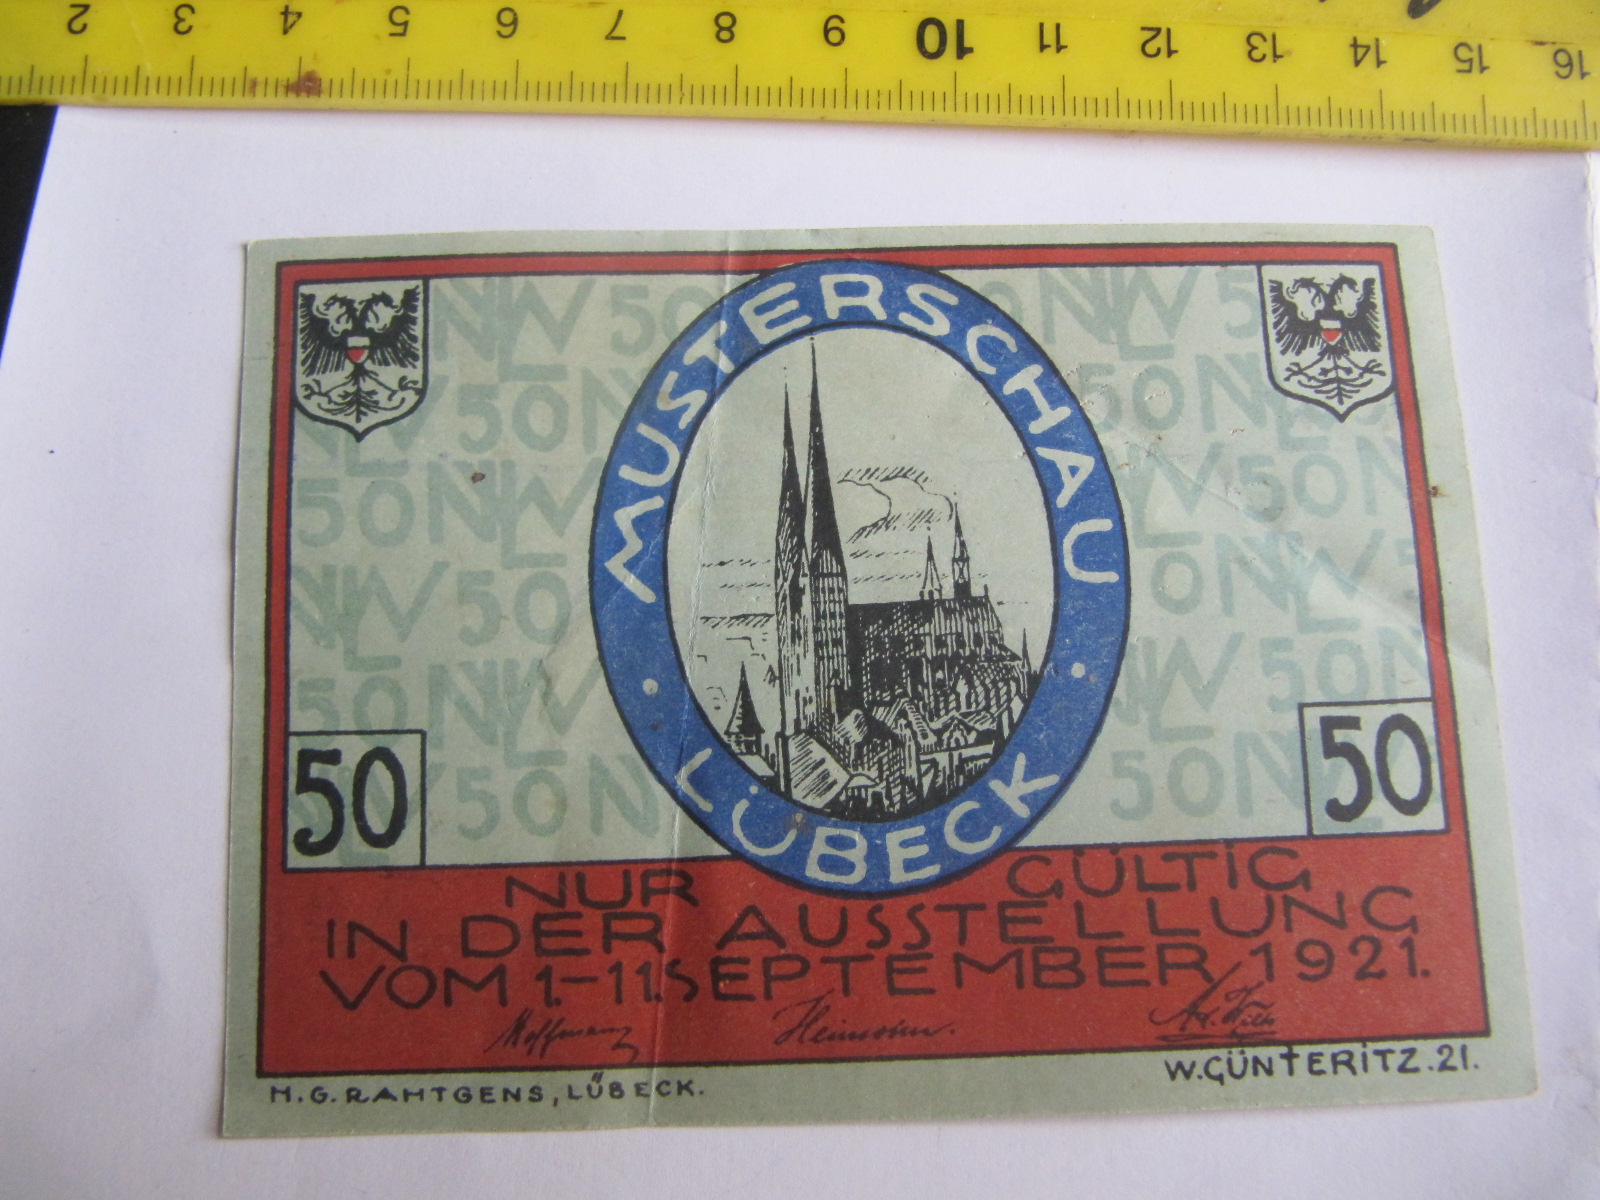 2 3 4 5 6 7 8 9 10 11 12 13 14 15 16
MUSTERSCHAU
· LÜBECK ·
50
50
NUR GÜLTIG
IN DER AUSSTELLUNG
VOM 1.-11. SEPTEMBER 1921.
H.G. RAHTGENS, LÜBECK.
W. GÜNTERITZ. 21.